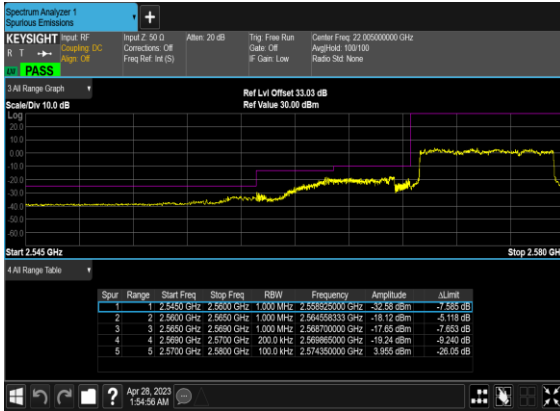 Spectrum Analyzer 1
Spurious Emissions
+
KEYSIGHT Input: RF Input Z: 50 Ω Atten: 20 dB Trig: Free Run Center Freq: 22.005000000 GHz
R T Coupling: DC Corrections: Off Gate: Off Avg|Hold: 100/100
Align: Off Freq Ref: Int (S) IF Gain: Low Radio Std: None
PASS
3 All Range Graph
Ref Lvl Offset 33.03 dB
Scale/Div 10.0 dB Ref Value 30.00 dBm
Log
20.0
10.0
0.00
-10.0
-20.0
-30.0
-40.0
-50.0
-60.0
Start 2.545 GHz Stop 2.580 GH
4 All Range Table
Spur Range Start Freq Stop Freq RBW Frequency Amplitude ΔLimit
1 1 2.5450 GHz 2.5600 GHz 1.000 MHz 2.558925000 GHz -32.58 dBm -7.585 dB
2 2 2.5600 GHz 2.5650 GHz 1.000 MHz 2.564558333 GHz -18.12 dBm -5.118 dB
3 3 2.5650 GHz 2.5690 GHz 1.000 MHz 2.568700000 GHz -17.65 dBm -7.653 dB
4 4 2.5690 GHz 2.5700 GHz 200.0 kHz 2.569865000 GHz -19.24 dBm -9.240 dB
5 5 2.5700 GHz 2.5800 GHz 100.0 kHz 2.574350000 GHz 3.955 dBm -26.05 dB
?
Apr 28, 2023
1:54:56 AM